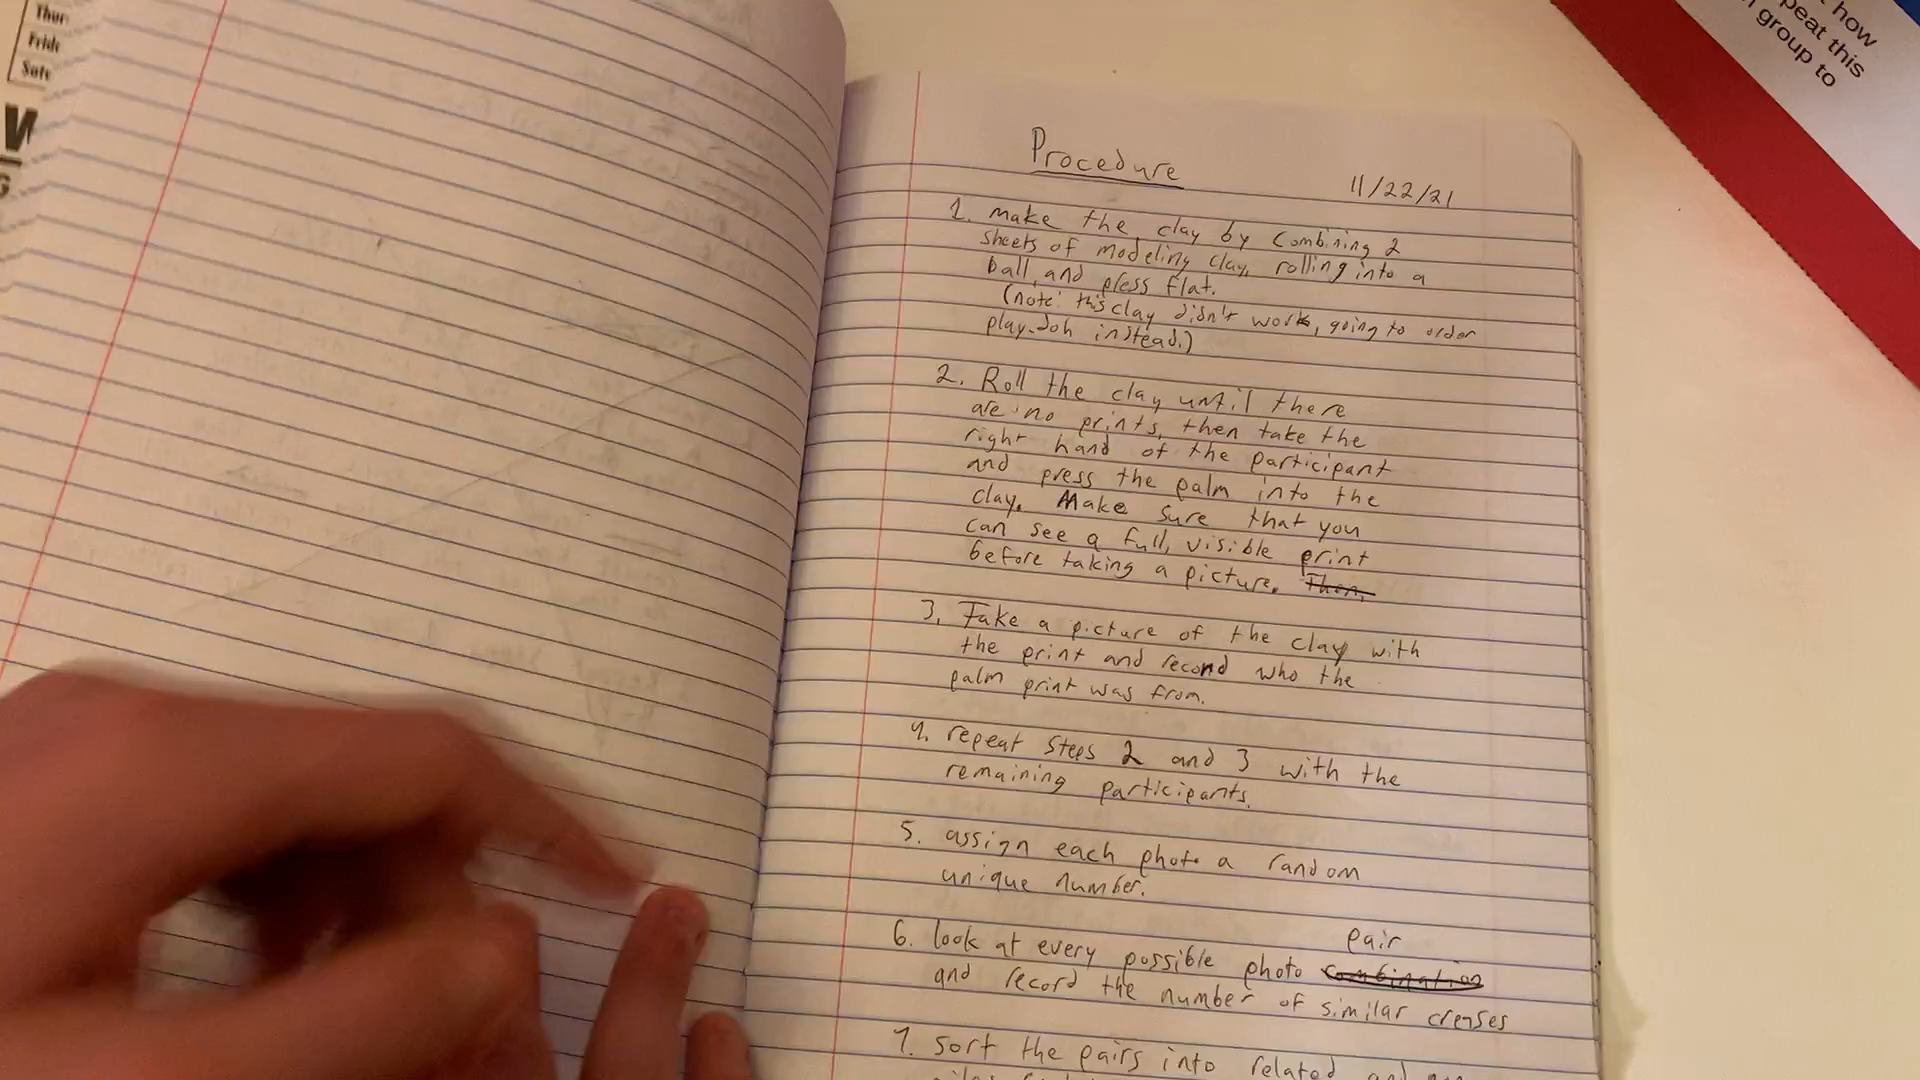 Thur
Frid
Satu
W
G
how
peat this
group to
Procedure
11/22/21
1. make the clay by combining 2
sheets of modeling clay, rolling into a
ball, and press flat.
(note: this clay didn't work, going to order
play-doh instead.)
2. Roll the clay until there
are no prints, then take the
right hand of the participant
and press the palm into the
clay. Make sure that you
can see a full, visible print
before taking a picture. Then,
3. Take a picture of the clay with
the print and record who the
palm print was from.
4. repeat steps 2 and 3 with the
remaining participants.
5. assign each photo a random
unique number.
pair
6. look at every possible photo combination
and record the number of similar creases
7. sort the pairs into related and